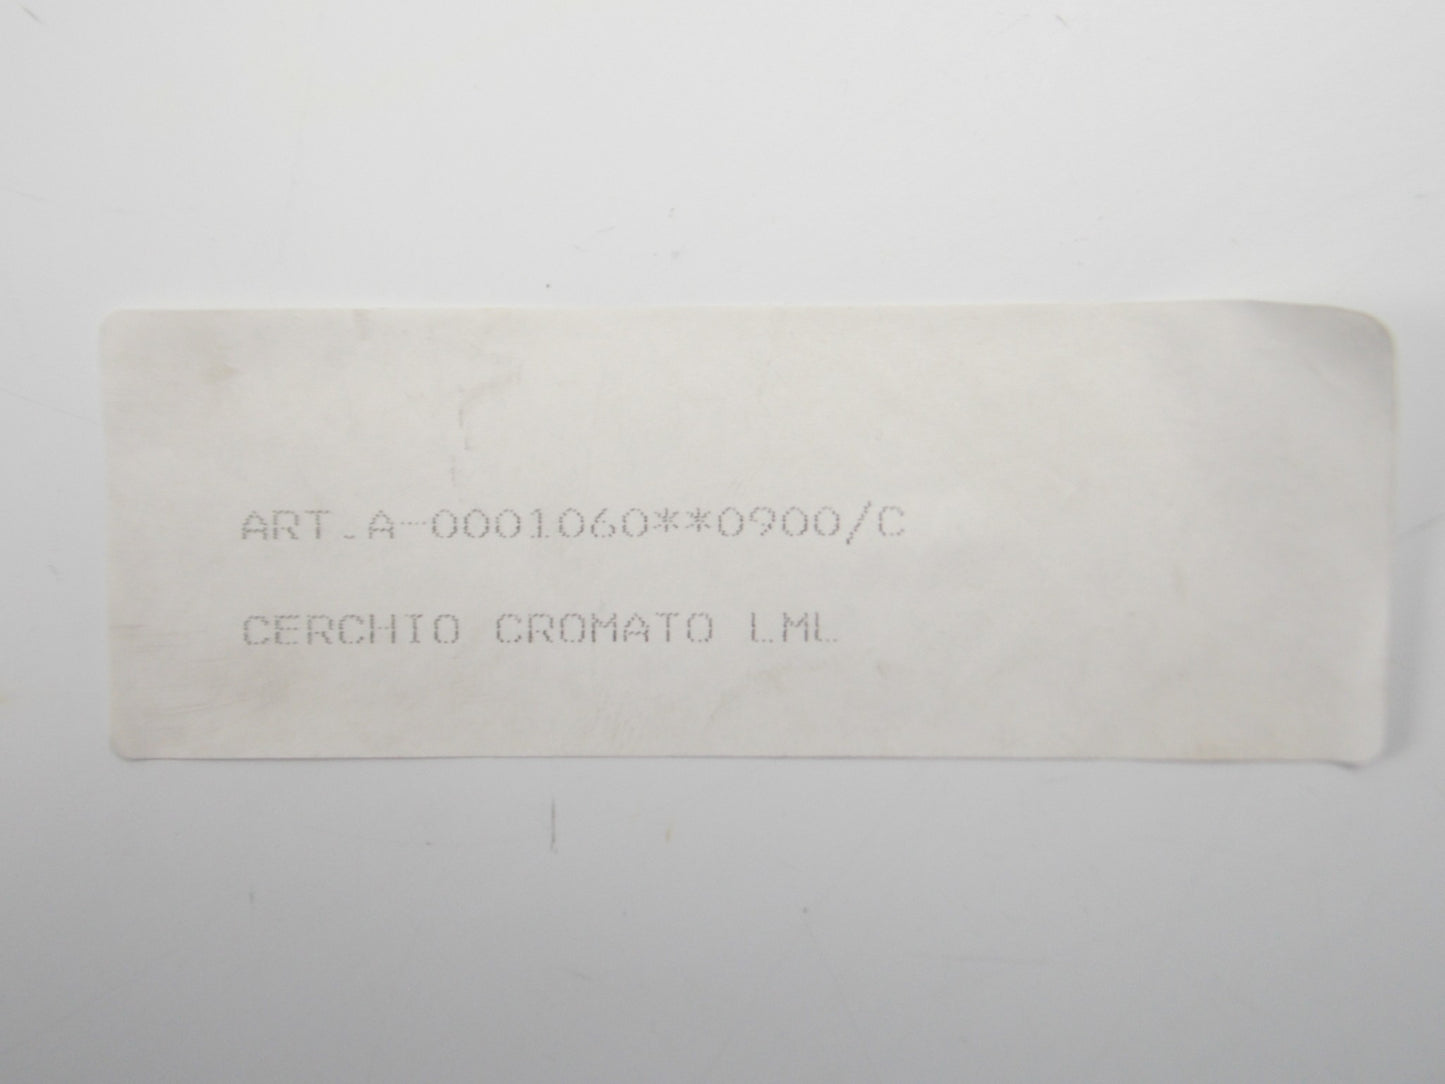 ART.A-0001060**0900/C
CERCHIO CROMATO LML